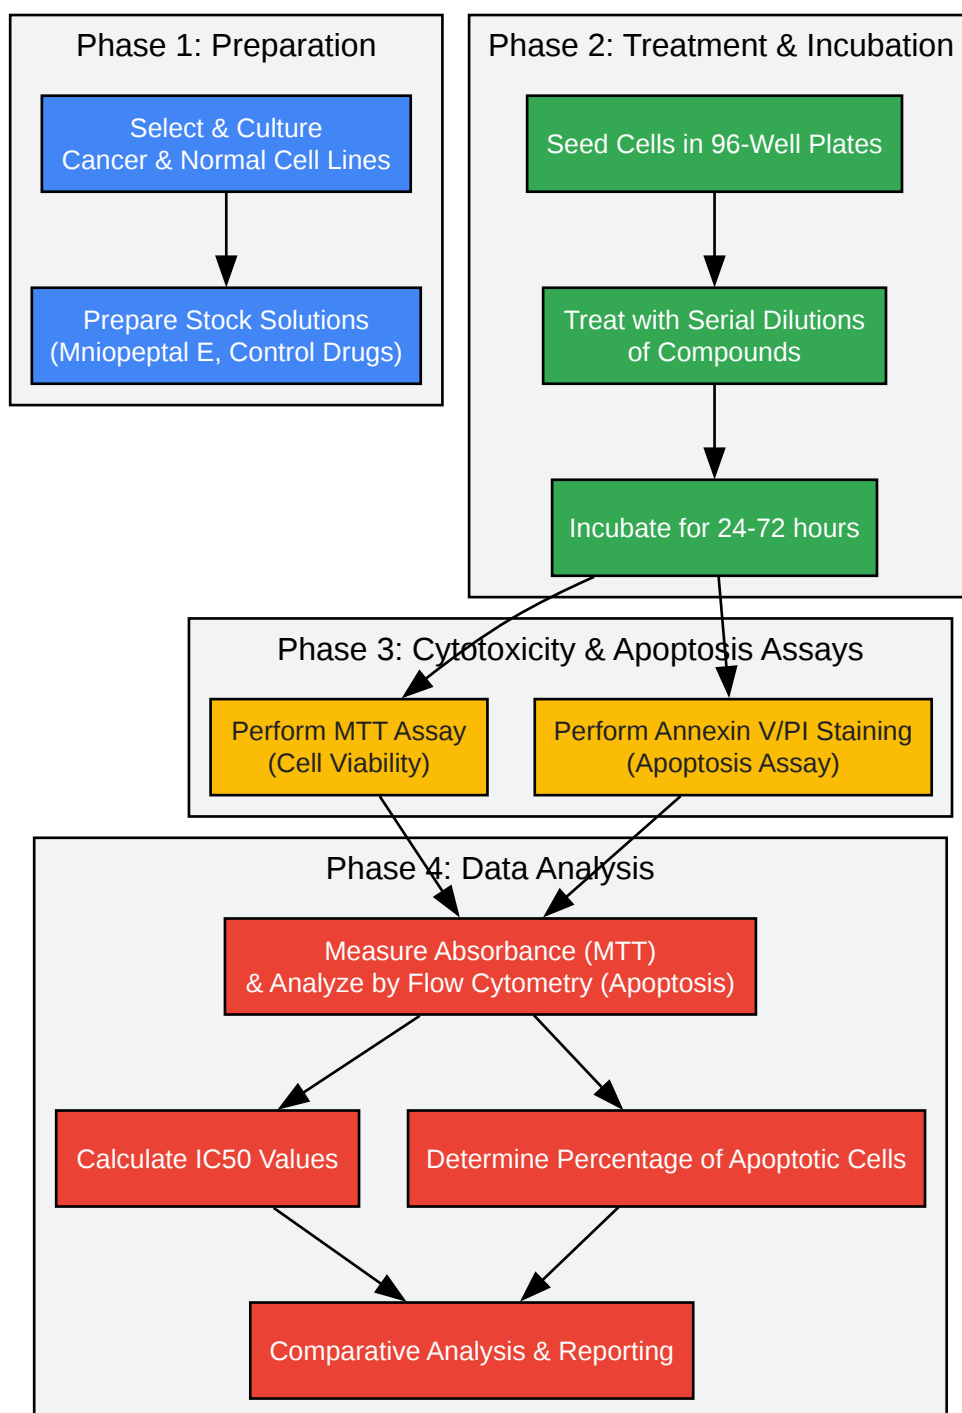 Phase 1: Preparation
Select & Culture
Cancer & Normal Cell Lines
Prepare Stock Solutions
(Mniopeptal E, Control Drugs)
Phase 2: Treatment & Incubation
Seed Cells in 96-Well Plates
Treat with Serial Dilutions
of Compounds
Incubate for 24-72 hours
Phase 3: Cytotoxicity & Apoptosis Assays
Perform MTT Assay
(Cell Viability)
Perform Annexin V/PI Staining
(Apoptosis Assay)
Phase 4: Data Analysis
Measure Absorbance (MTT)
& Analyze by Flow Cytometry (Apoptosis)
Calculate IC50 Values
Determine Percentage of Apoptotic Cells
Comparative Analysis & Reporting